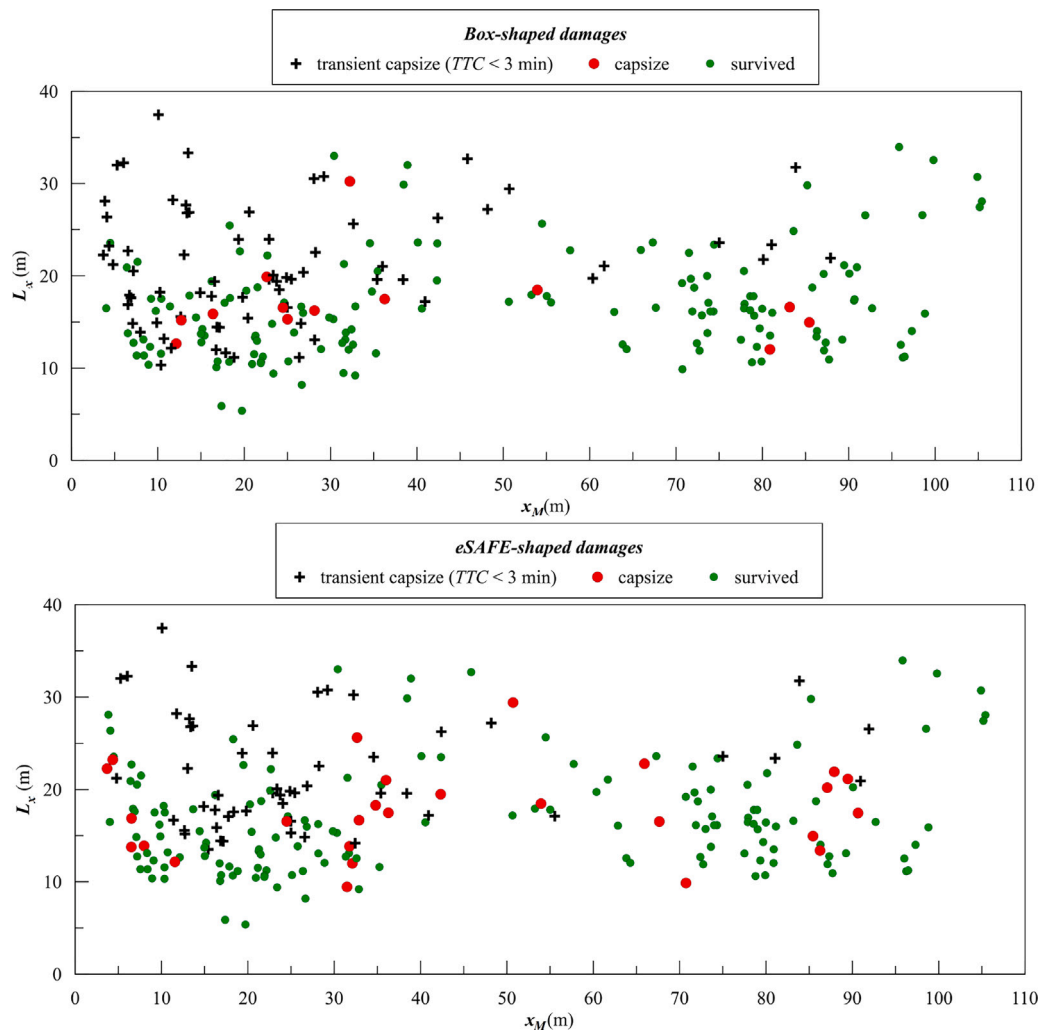 Box-shaped damages
transient capsize (TTC < 3 min) capsize survived
40
30
20
10
0
Lx (m)
0 10 20 30 40 50 60 70 80 90 100 110
xM(m)
eSAFE-shaped damages
transient capsize (TTC < 3 min) capsize survived
40
30
20
10
0
Lx (m)
0 10 20 30 40 50 60 70 80 90 100 110
xM(m)